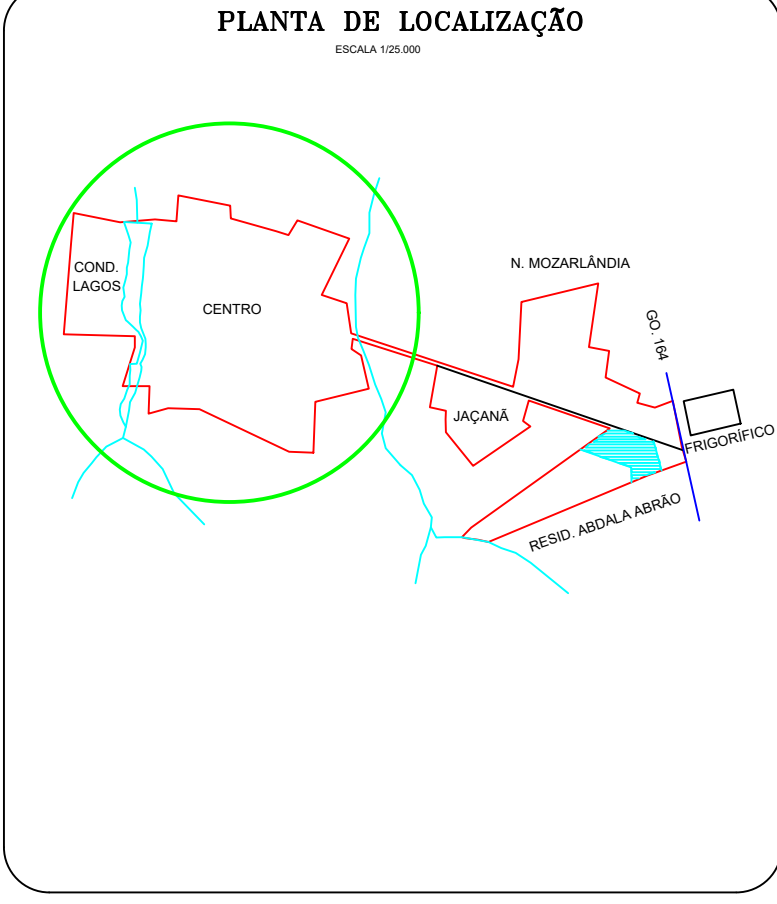 PLANTA DE LOCALIZAÇÃO
ESCALA 1/25.000
N. MOZARLÂNDIA
COND.
LAGOS
CENTRO
GO. 164
JAÇANÃ
FRIGORÍFICO
RESID. ABDALA ABRÃO